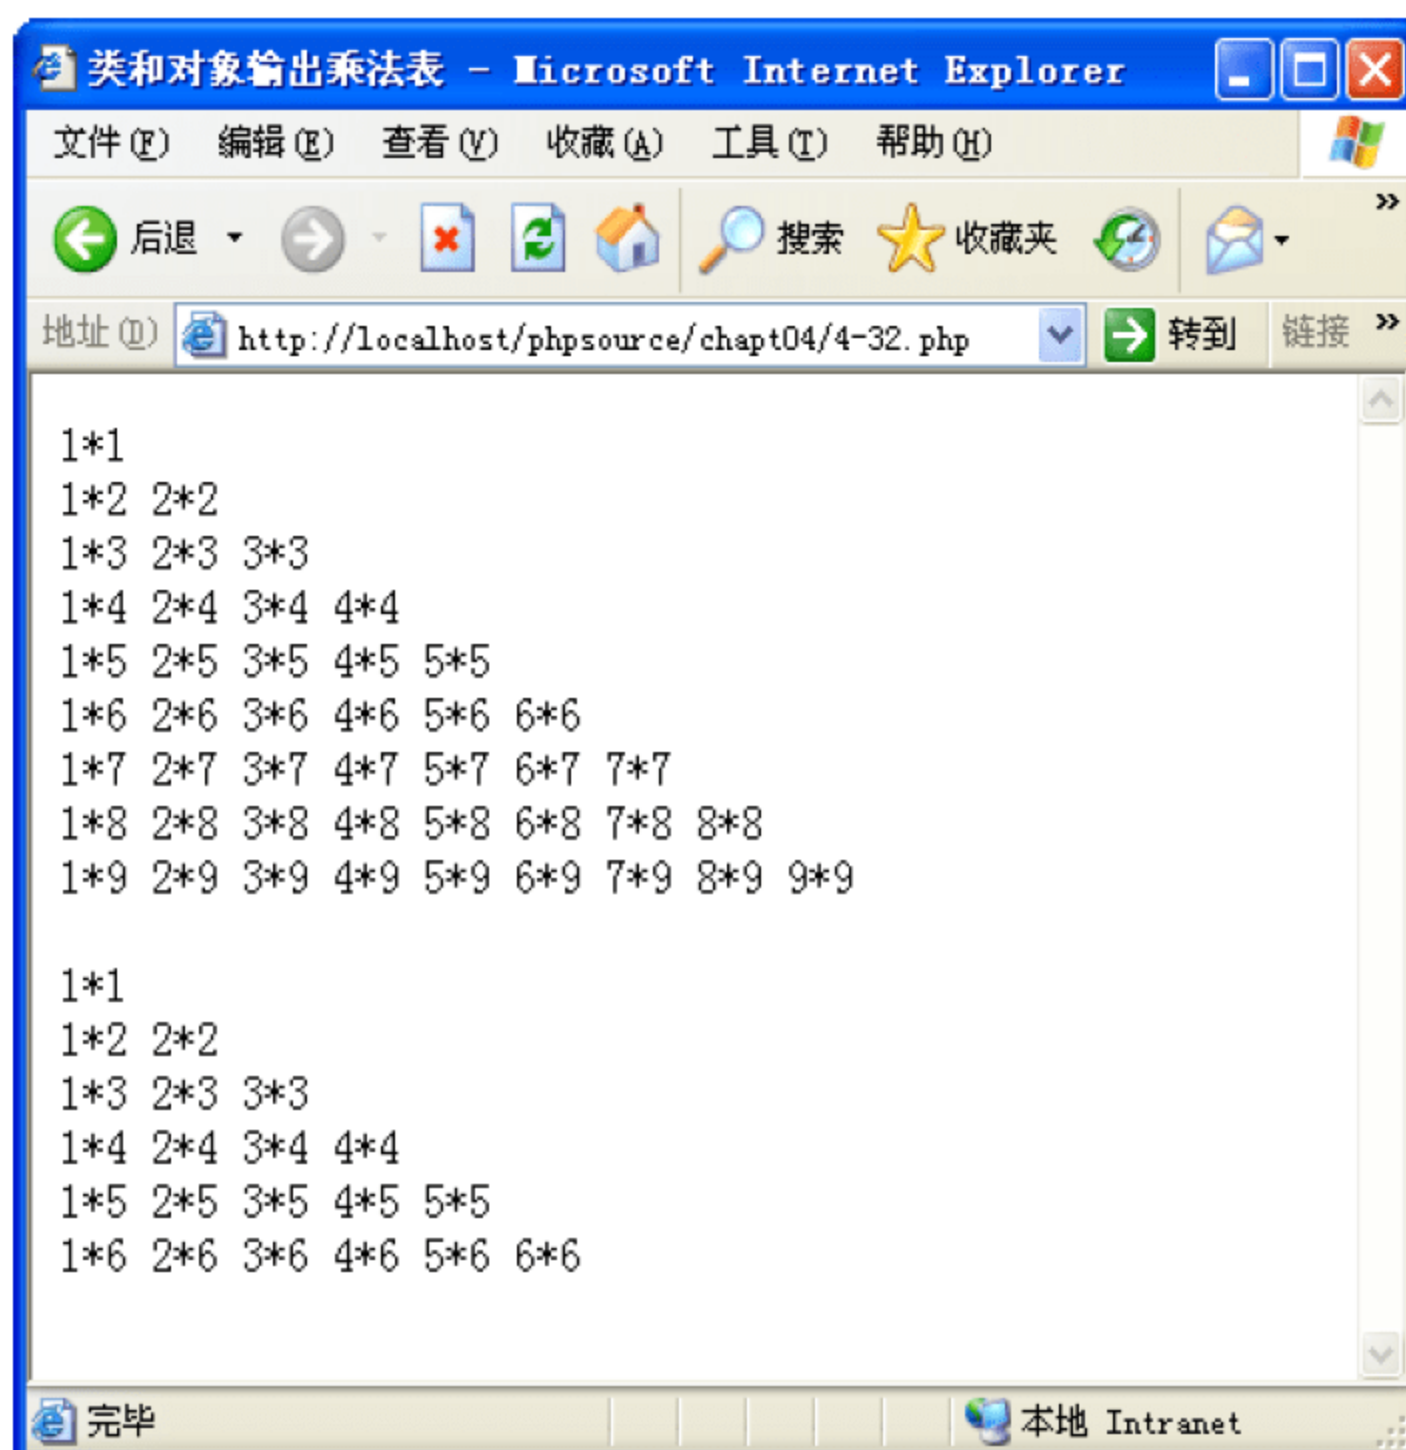 类和对象输出乘法表 - Microsoft Internet Explorer
文件(F) 编辑(E) 查看(V) 收藏(A) 工具(T) 帮助(H)
后退 搜索 收藏夹 »
地址(D) http://localhost/phpsource/chapt04/4-32.php 转到 链接 »
1*1
1*2 2*2
1*3 2*3 3*3
1*4 2*4 3*4 4*4
1*5 2*5 3*5 4*5 5*5
1*6 2*6 3*6 4*6 5*6 6*6
1*7 2*7 3*7 4*7 5*7 6*7 7*7
1*8 2*8 3*8 4*8 5*8 6*8 7*8 8*8
1*9 2*9 3*9 4*9 5*9 6*9 7*9 8*9 9*9
1*1
1*2 2*2
1*3 2*3 3*3
1*4 2*4 3*4 4*4
1*5 2*5 3*5 4*5 5*5
1*6 2*6 3*6 4*6 5*6 6*6
完毕 本地 Intranet